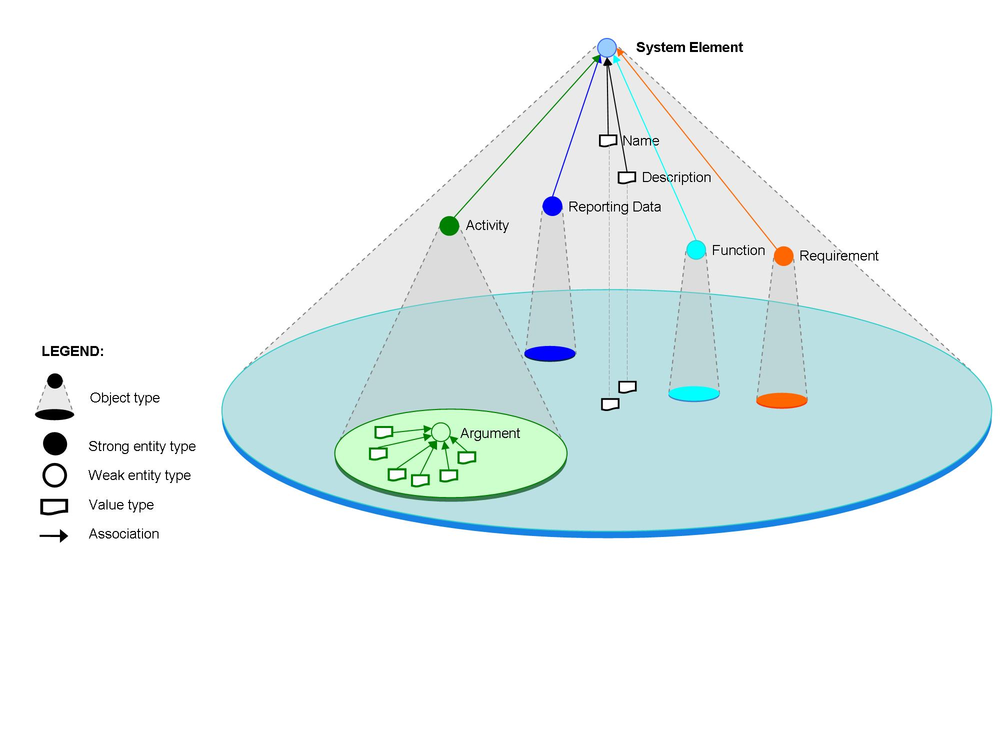 System Element
Name
Description
Reporting Data
Activity
Function
Requirement
Argument
LEGEND:
Object type
Strong entity type
Weak entity type
Value type
Association